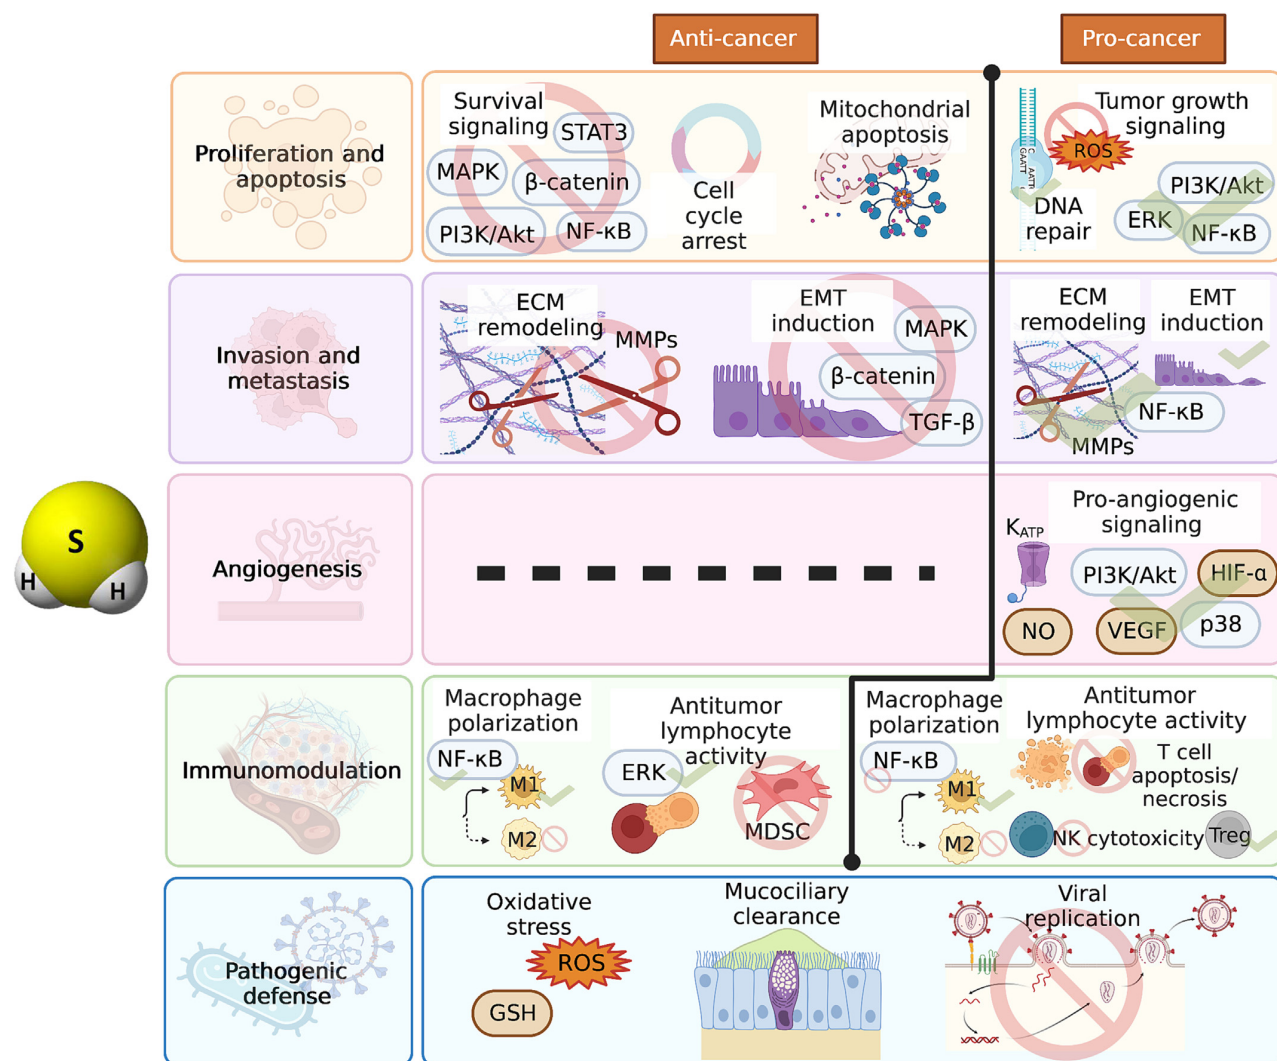 Anti-cancer
Pro-cancer
Proliferation and
apoptosis
Survival
signaling
STAT3
MAPK
β-catenin
PI3K/Akt
NF-κB
Cell
cycle
arrest
Mitochondrial
apoptosis
Tumor growth
signaling
ROS
DNA
repair
PI3K/Akt
ERK
NF-κB
Invasion and
metastasis
ECM
remodeling
MMPs
EMT
induction
MAPK
β-catenin
TGF-β
ECM
remodeling
EMT
induction
NF-κB
MMPs
S
H
H
Angiogenesis
Pro-angiogenic
signaling
KATP
PI3K/Akt
HIF-α
NO
VEGF
p38
Immunomodulation
Macrophage
polarization
NF-κB
M1
M2
Antitumor
lymphocyte
activity
ERK
MDSC
Macrophage
polarization
NF-κB
M1
M2
Antitumor
lymphocyte activity
T cell
apoptosis/
necrosis
NK cytotoxicity
Treg
Pathogenic
defense
Oxidative
stress
ROS
GSH
Mucociliary
clearance
Viral
replication